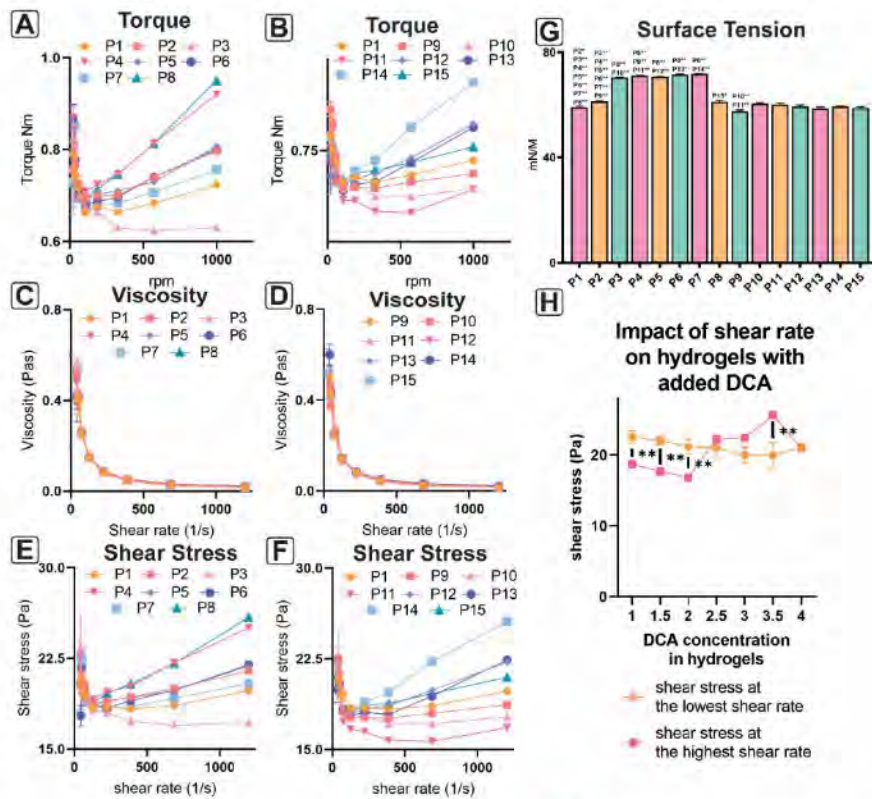 A
Torque
P1 P2 P3
P4 P5 P6
P7 P8
1.0
0.8
0.6
Torque Nm
0 500 1000
rpm
B
Torque
P1 P9 P10
P11 P12 P13
P14 P15
0.75
Torque Nm
0 500 1000
rpm
C
Viscosity
P1 P2 P3
P4 P5 P6
P7 P8
0.8
0.4
0.0
Viscosity (Pas)
0 500 1000
Shear rate (1/s)
D
Viscosity
P9 P10
P11 P12
P13 P14
P15
0.8
0.4
0.0
Viscosity (Pas)
0 500 1000
Shear rate (1/s)
E
Shear Stress
P1 P2 P3
P4 P5 P6
P7 P8
30.0
22.5
15.0
Shear stress (Pa)
0 500 1000
shear rate (1/s)
F
Shear Stress
P1 P9 P10
P11 P12 P13
P14 P15
30.0
22.5
15.0
Shear stress (Pa)
0 500 1000
shear rate (1/s)
G
Surface Tension
80
40
0
mN/M
P1 P2 P3 P4 P5 P6 P7 P8 P9 P10 P11 P12 P13 P14 P15
H
Impact of shear rate
on hydrogels with
added DCA
40
20
0
shear stress (Pa)
** ** ** **
1 1.5 2 2.5 3 3.5 4
DCA concentration
in hydrogels
shear stress at
the lowest shear rate
shear stress at
the highest shear rate